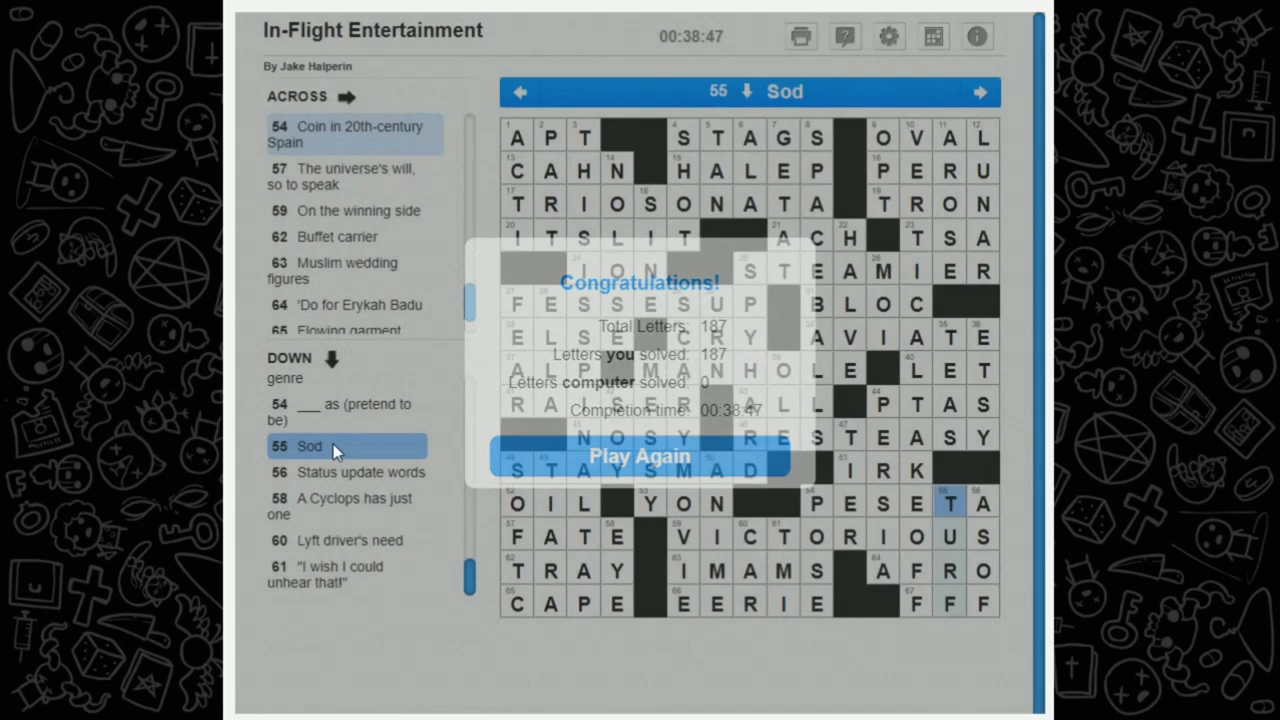 In-Flight Entertainment
00:38:47
By Jake Halperin
ACROSS
54 Coin in 20th-century
Spain
57 The universe's will,
so to speak
59 On the winning side
62 Buffet carrier
63 Muslim wedding
figures
64 'Do for Erykah Badu
65 Flowing garment
DOWN
genre
54 ___ as (pretend to
be)
55 Sod
56 Status update words
58 A Cyclops has just
one
60 Lyft driver's need
61 "I wish I could
unhear that!"
55 Sod
A P T S T A G S O V A L
C A H N H A L E P P E R U
T R I O S O N A T A T R O N
I T S L I T A C H T S A
I O N S T E A M I E R
F E S S E S U P B L O C
E L S E C R Y A V I A T E
A L P M A N H O L E L E T
R A I S E R A L L P T A S
N O S Y R E S T E A S Y
S T A Y S M A D I R K
O I L Y O N P E S E T A
F A T E V I C T O R I O U S
T R A Y I M A M S A F R O
C A P E E E R I E F F F
Congratulations!
Total Letters: 187
Letters you solved: 187
Letters computer solved: 0
Completion time: 00:38:47
Play Again